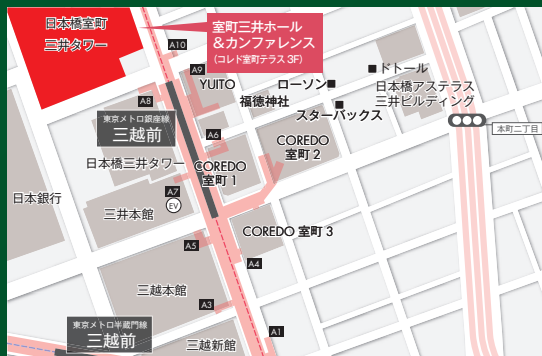 日本橋室町
三井タワー
室町三井ホール
&カンファレンス
(コレド室町テラス 3F)
A10
A9
YUITO
A8
ローソン
ドトール
日本橋アステラス
三井ビルディング
福徳神社
スターバックス
東京メトロ銀座線
三越前
A6
本町二丁目
COREDO
室町 2
日本橋三井タワー
COREDO
室町 1
日本銀行
A7
EV
三井本館
COREDO 室町 3
A5
A4
三越本館
A3
東京メトロ半蔵門線
三越前
三越新館
A1